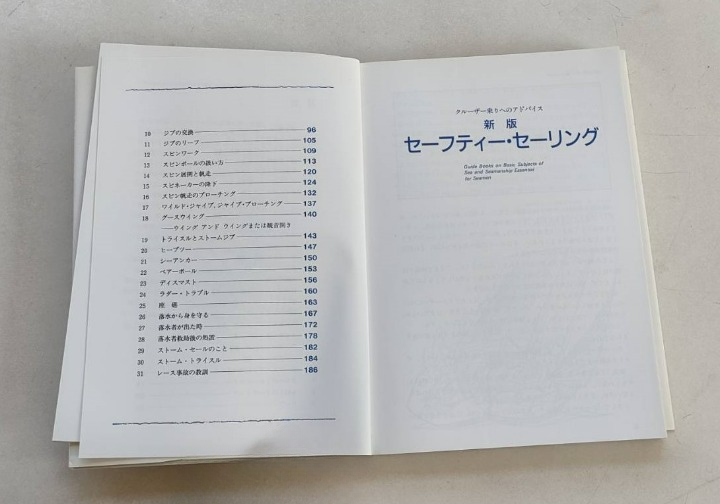 10 ジブの交換 96
11 ジブのリーフ 105
12 スピンワーク 109
13 スピンポールの扱い方 113
14 スピン展開と帆走 120
15 スピネーカーの降下 124
16 スピン帆走のブローチング 132
17 ワイルド・ジャイブ、ジャイブ・ブローチング 137
18 グースウイング 140
——ウイング アンド ウイングまたは観音開き
19 トライスルとストームジブ 143
20 ヒーブツー 147
21 シーアンカー 150
22 ベアーポール 153
23 ディスマスト 156
24 ラダー・トラブル 160
25 座礁 163
26 落水から身を守る 167
27 落水者が出た時 172
28 落水者救助後の処置 178
29 ストーム・セールのこと 182
30 ストーム・トライスル 184
31 レース事故の教訓 186
クルーザー乗りへのアドバイス
新版
セーフティー・セーリング
Guide Books on Basic Subjects of
Sea and Seamanship Essential
for Seamen